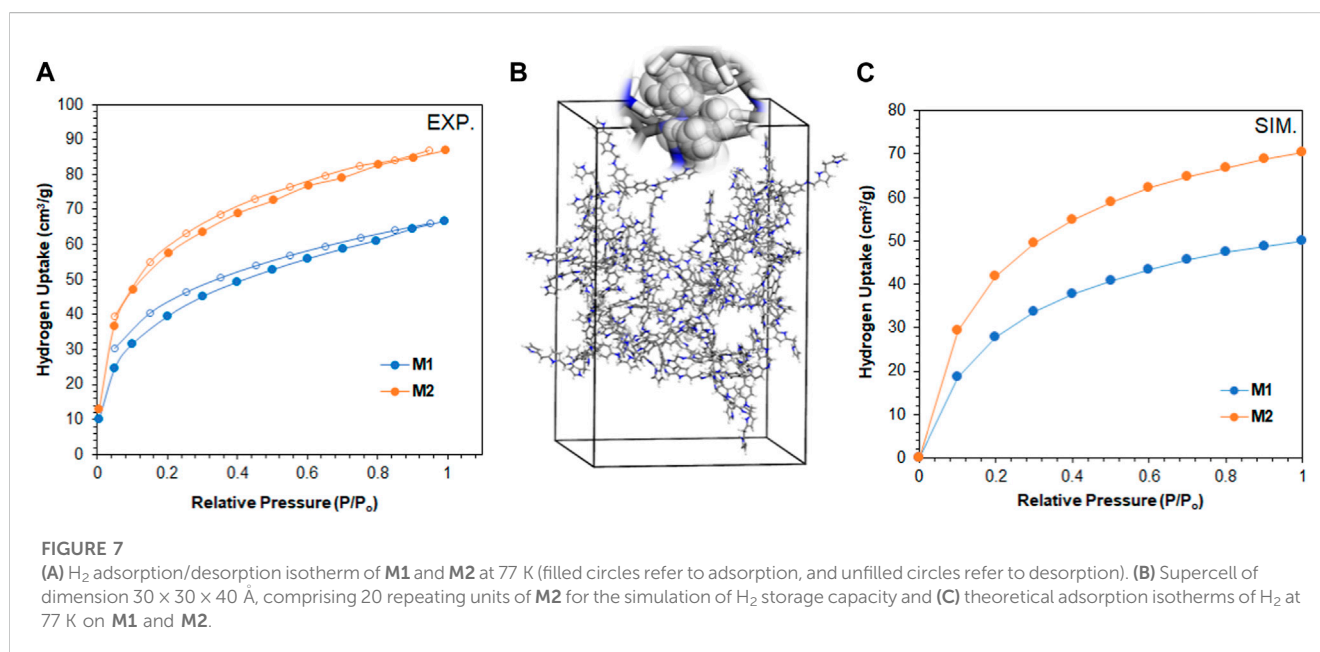 A
EXP.
100
90
80
70
60
50
40
30
20
10
0
Hydrogen Uptake (cm³/g)
M1
M2
0
0.2
0.4
0.6
0.8
1
Relative Pressure (P/Pₒ)
B
C
SIM.
80
70
60
50
40
30
20
10
0
Hydrogen Uptake (cm³/g)
M1
M2
0
0.2
0.4
0.6
0.8
1
Relative Pressure (P/Pₒ)
FIGURE 7
(A) H₂ adsorption/desorption isotherm of M1 and M2 at 77 K (filled circles refer to adsorption, and unfilled circles refer to desorption). (B) Supercell of
dimension 30 × 30 × 40 Å, comprising 20 repeating units of M2 for the simulation of H₂ storage capacity and (C) theoretical adsorption isotherms of H₂ at
77 K on M1 and M2.